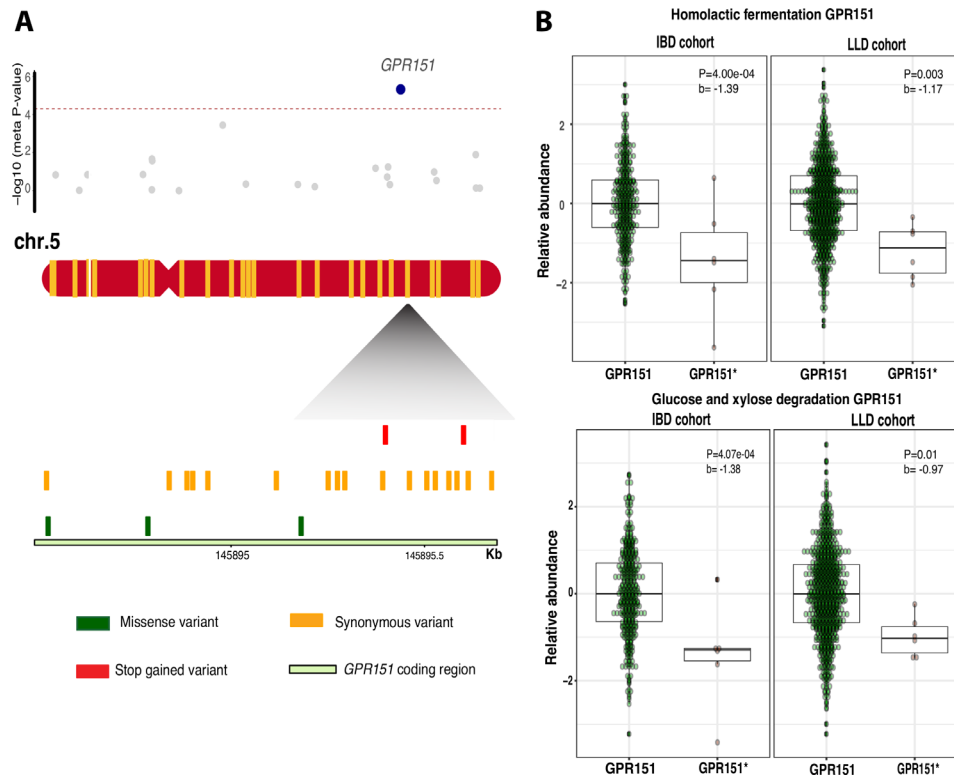 A
GPR151
−log10 (meta P-value)
6
4
2
0
chr.5
145895
145895.5
Kb
Missense variant
Synonymous variant
Stop gained variant
GPR151 coding region
B
Homolactic fermentation GPR151
IBD cohort
LLD cohort
P=4.00e-04
b= -1.39
P=0.003
b= -1.17
Relative abundance
2
0
−2
GPR151
GPR151*
GPR151
GPR151*
Glucose and xylose degradation GPR151
IBD cohort
LLD cohort
P=4.07e-04
b= -1.38
P=0.01
b= -0.97
Relative abundance
2
0
−2
GPR151
GPR151*
GPR151
GPR151*